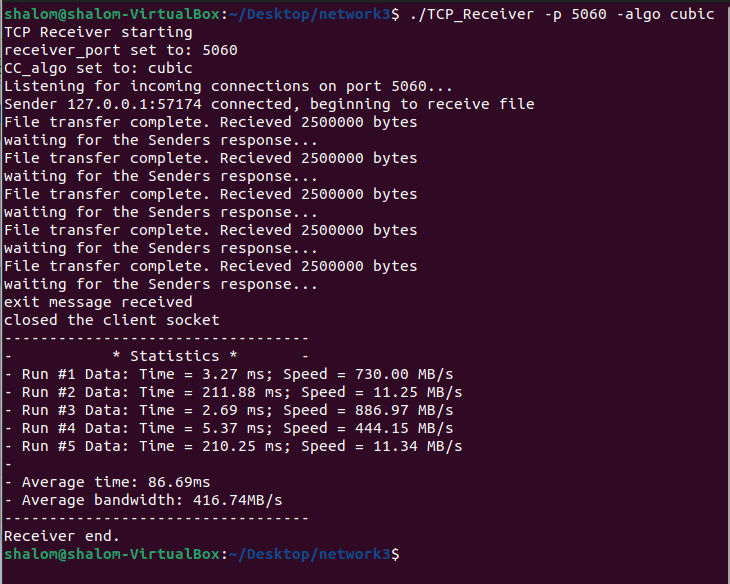 shalom@shalom-VirtualBox:~/Desktop/network3$ ./TCP_Receiver -p 5060 -algo cubic
TCP Receiver starting
receiver_port set to: 5060
CC_algo set to: cubic
Listening for incoming connections on port 5060...
Sender 127.0.0.1:57174 connected, beginning to receive file
File transfer complete. Recieved 2500000 bytes
waiting for the Senders response...
File transfer complete. Recieved 2500000 bytes
waiting for the Senders response...
File transfer complete. Recieved 2500000 bytes
waiting for the Senders response...
File transfer complete. Recieved 2500000 bytes
waiting for the Senders response...
File transfer complete. Recieved 2500000 bytes
waiting for the Senders response...
exit message received
closed the client socket
----------------------------------
-           * Statistics *       -
- Run #1 Data: Time = 3.27 ms; Speed = 730.00 MB/s
- Run #2 Data: Time = 211.88 ms; Speed = 11.25 MB/s
- Run #3 Data: Time = 2.69 ms; Speed = 886.97 MB/s
- Run #4 Data: Time = 5.37 ms; Speed = 444.15 MB/s
- Run #5 Data: Time = 210.25 ms; Speed = 11.34 MB/s
-
- Average time: 86.69ms
- Average bandwidth: 416.74MB/s
----------------------------------
Receiver end.
shalom@shalom-VirtualBox:~/Desktop/network3$